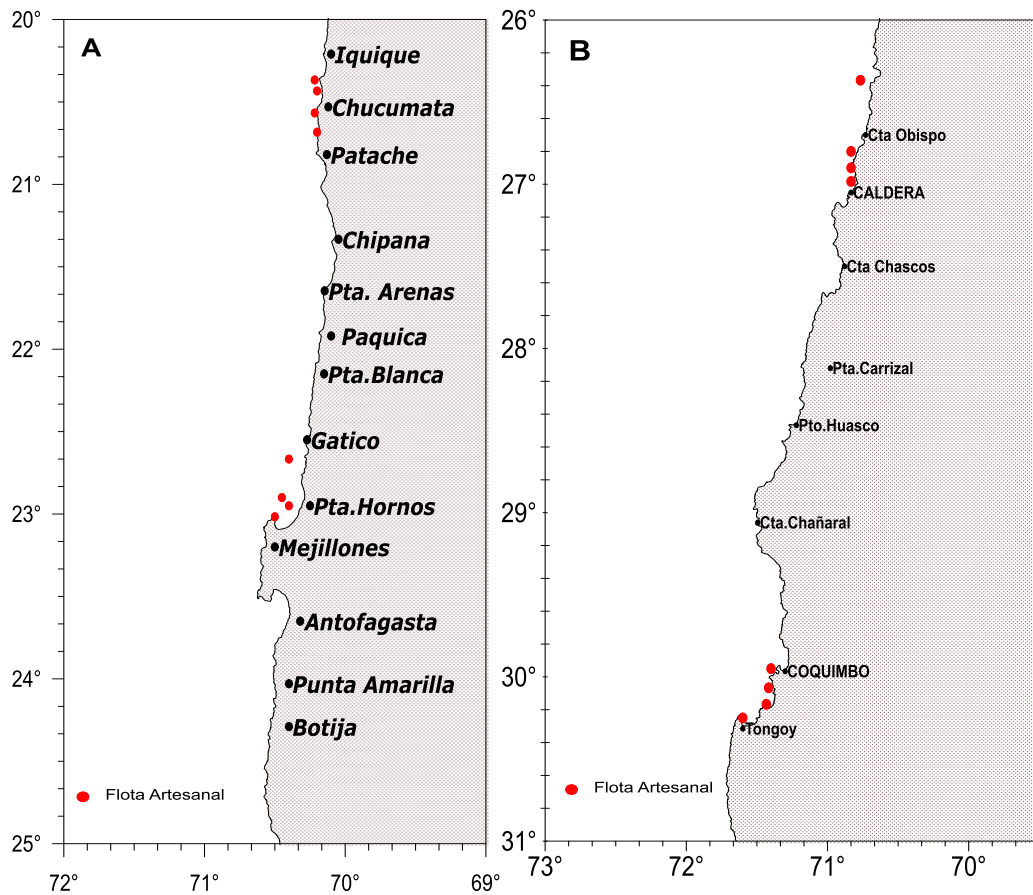 A
20°
21°
22°
23°
24°
25°
Iquique
Chucumata
Patache
Chipana
Pta. Arenas
Paquica
Pta.Blanca
Gatico
Pta.Hornos
Mejillones
Antofagasta
Punta Amarilla
Botija
Flota Artesanal
72° 71° 70° 69°
B
26°
27°
28°
29°
30°
31°
Cta Obispo
CALDERA
Cta Chascos
Pta.Carrizal
Pto.Huasco
Cta.Chañaral
COQUIMBO
Tongoy
Flota Artesanal
73° 72° 71° 70°